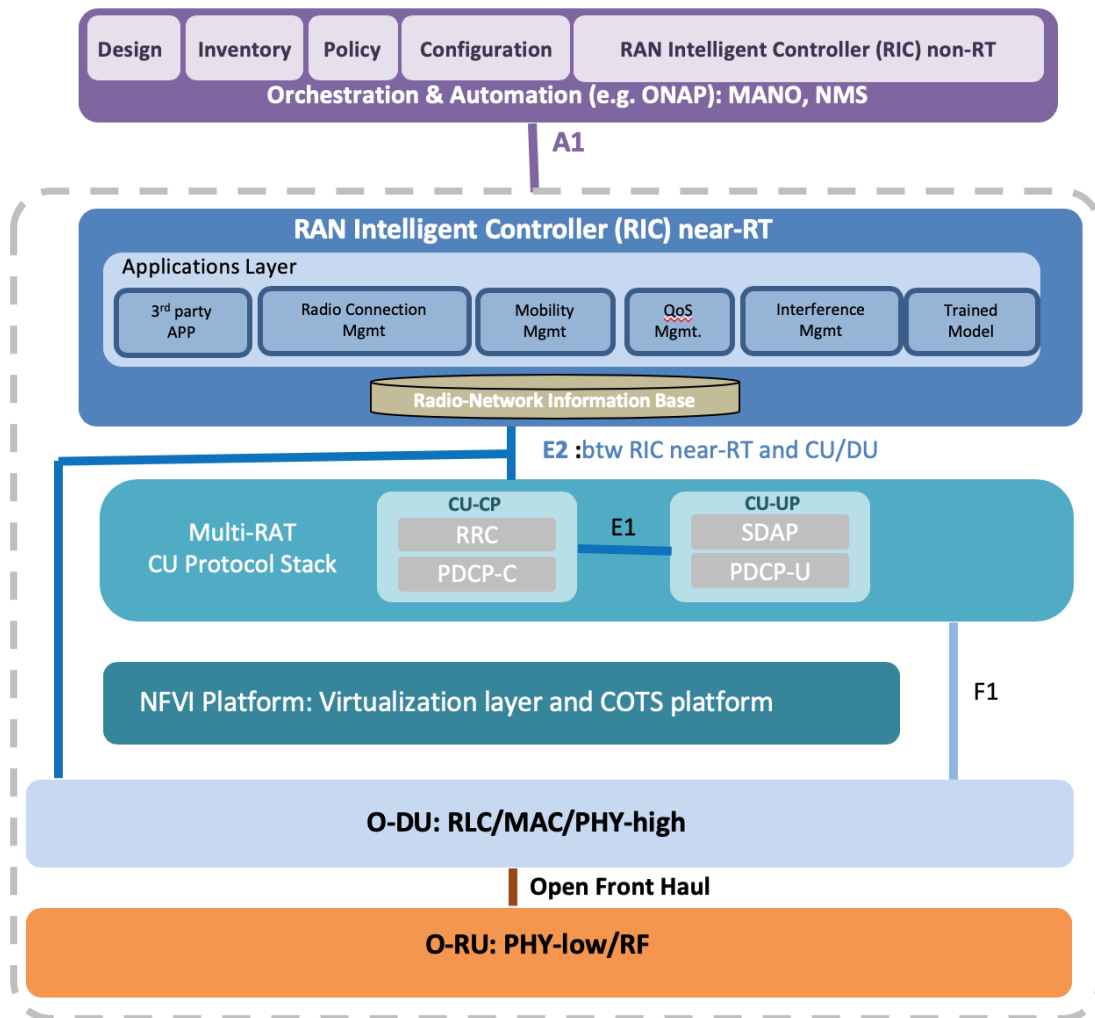 Design
Inventory
Policy
Configuration
RAN Intelligent Controller (RIC) non-RT
Orchestration & Automation (e.g. ONAP): MANO, NMS
A1
RAN Intelligent Controller (RIC) near-RT
Applications Layer
3rd party
APP
Radio Connection
Mgmt
Mobility
Mgmt
QoS
Mgmt.
Interference
Mgmt
Trained
Model
Radio-Network Information Base
E2 :btw RIC near-RT and CU/DU
Multi-RAT
CU Protocol Stack
CU-CP
RRC
PDCP-C
E1
CU-UP
SDAP
PDCP-U
NFVI Platform: Virtualization layer and COTS platform
F1
O-DU: RLC/MAC/PHY-high
Open Front Haul
O-RU: PHY-low/RF